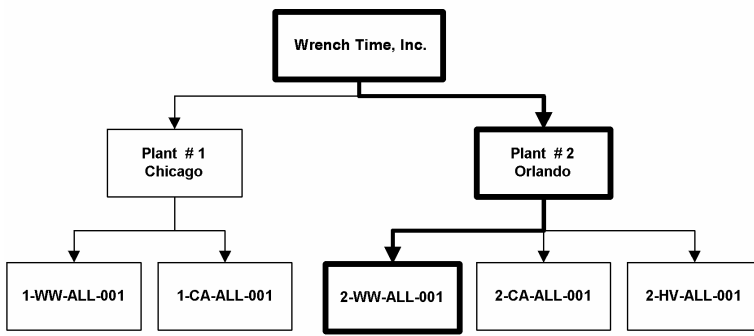 Wrench Time, Inc.
Plant # 1
Chicago
Plant # 2
Orlando
1-WW-ALL-001
1-CA-ALL-001
2-WW-ALL-001
2-CA-ALL-001
2-HV-ALL-001